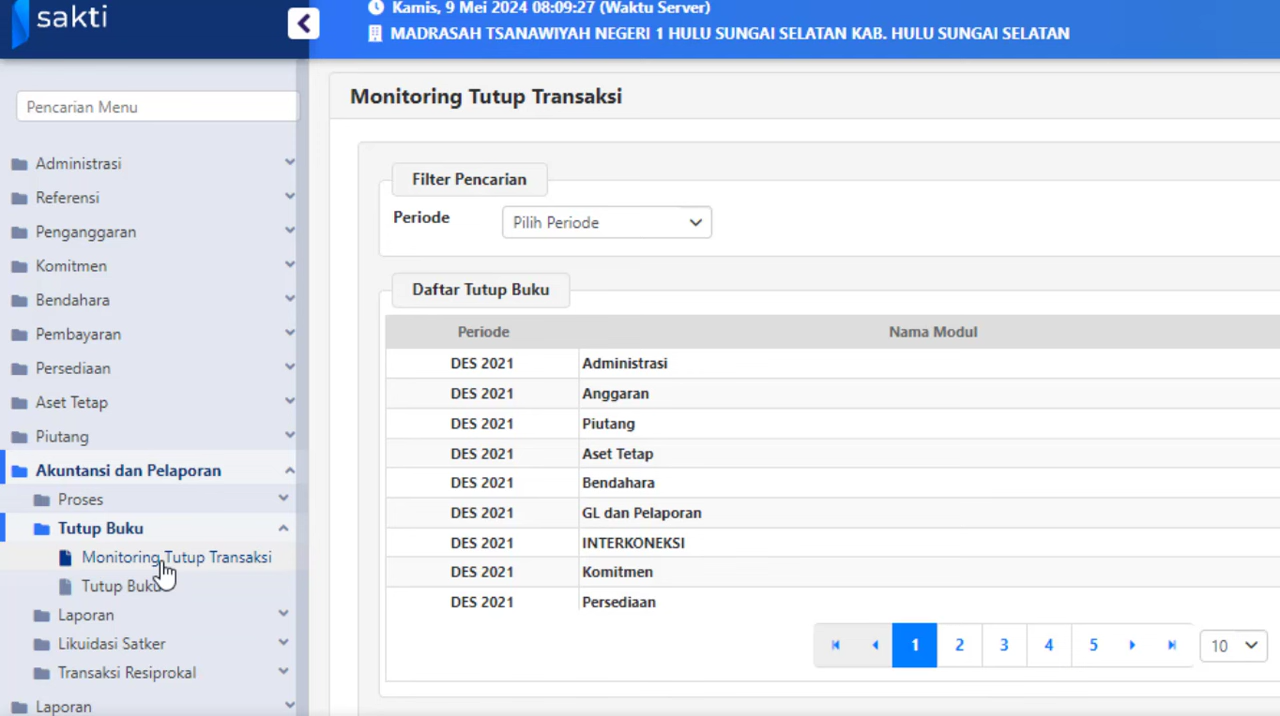 sakti
Kamis, 9 Mei 2024 08:09:27 (Waktu Server)
MADRASAH TSANAWIYAH NEGERI 1 HULU SUNGAI SELATAN KAB. HULU SUNGAI SELATAN
Pencarian Menu
Administrasi
Referensi
Penganggaran
Komitmen
Bendahara
Pembayaran
Persediaan
Aset Tetap
Piutang
Akuntansi dan Pelaporan
Proses
Tutup Buku
Monitoring Tutup Transaksi
Tutup Buku
Laporan
Likuidasi Satker
Transaksi Resiprokal
Laporan
Monitoring Tutup Transaksi
Filter Pencarian
Periode Pilih Periode
Daftar Tutup Buku
Periode Nama Modul
DES 2021 Administrasi
DES 2021 Anggaran
DES 2021 Piutang
DES 2021 Aset Tetap
DES 2021 Bendahara
DES 2021 GL dan Pelaporan
DES 2021 INTERKONEKSI
DES 2021 Komitmen
DES 2021 Persediaan
1 2 3 4 5 10